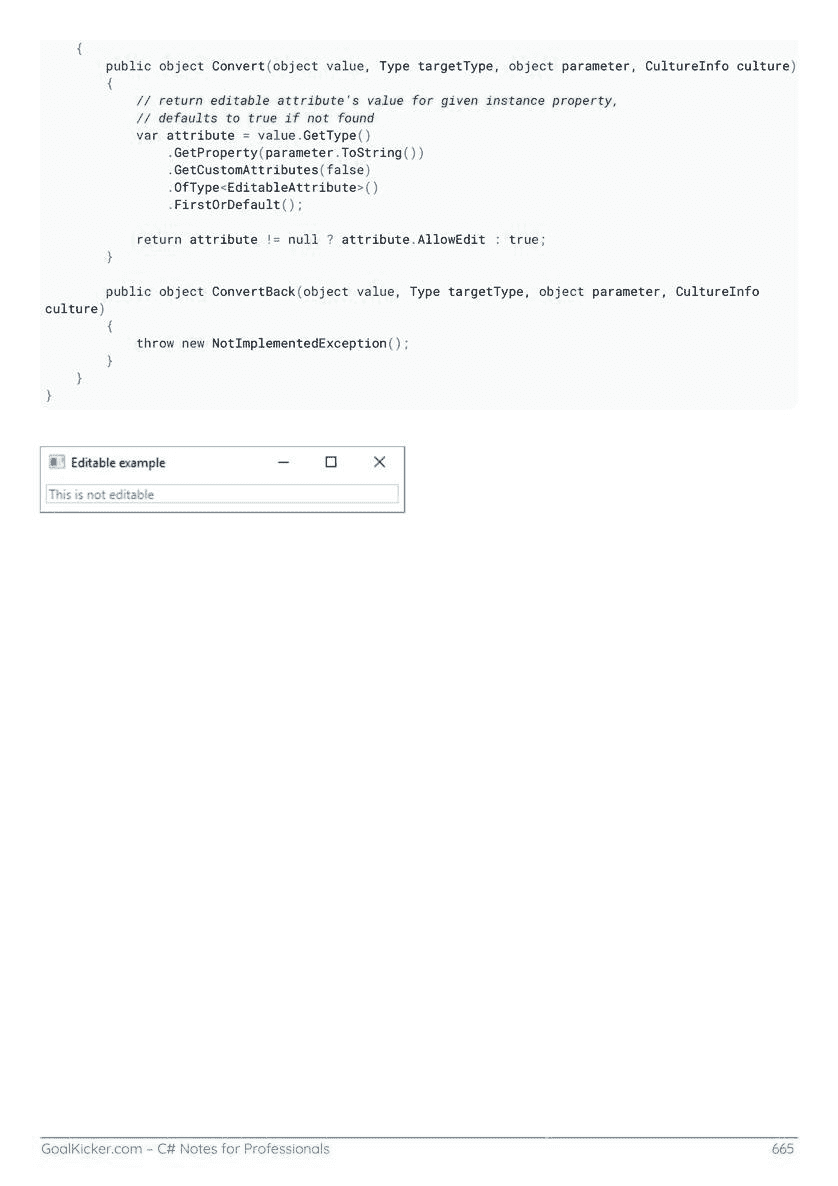 {
public object Convert(object value, Type targetType, object parameter, CultureInfo culture)
{
// return editable attribute's value for given instance property,
// defaults to true if not found
var attribute = value.GetType()
.GetProperty(parameter.ToString())
.GetCustomAttributes(false)
.OfType<EditableAttribute>()
.FirstOrDefault();
return attribute != null ? attribute.AllowEdit : true;
}
public object ConvertBack(object value, Type targetType, object parameter, CultureInfo
culture)
{
throw new NotImplementedException();
}
}
}
Editable example
This is not editable
GoalKicker.com – C# Notes for Professionals 665